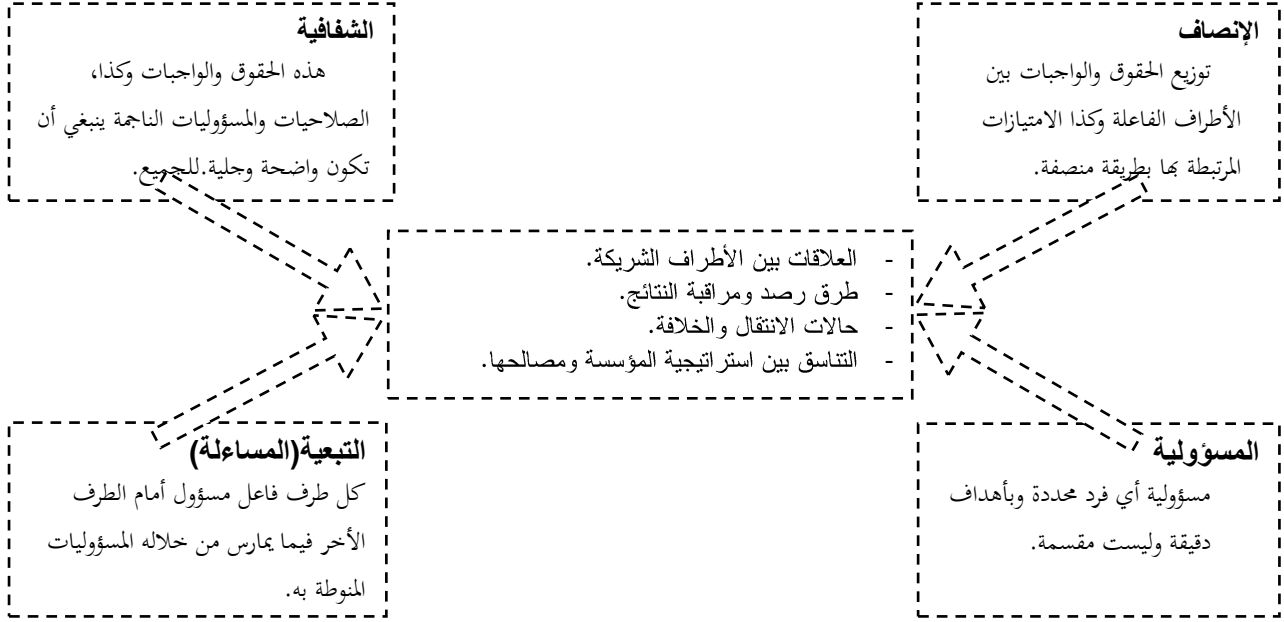 الإنصاف
توزيع الحقوق والواجبات بين
الأطراف الفاعلة وكذا الامتيازات
المرتبطة بها بطريقة منصفة.
الشفافية
هذه الحقوق والواجبات وكذا،
الصلاحيات والمسؤوليات الناجمة ينبغي أن
تكون واضحة وجلية.للجميع.
- العلاقات بين الأطراف الشريكة.
- طرق رصد ومراقبة النتائج.
- حالات الانتقال والخلافة.
- التناسق بين استراتيجية المؤسسة ومصالحها.
المسؤولية
مسؤولية أي فرد محددة وبأهداف
دقيقة وليست مقسمة.
التبعية(المساءلة)
كل طرف فاعل مسؤول أمام الطرف
الأخر فيما يمارس من خلاله المسؤوليات
المنوطة به.